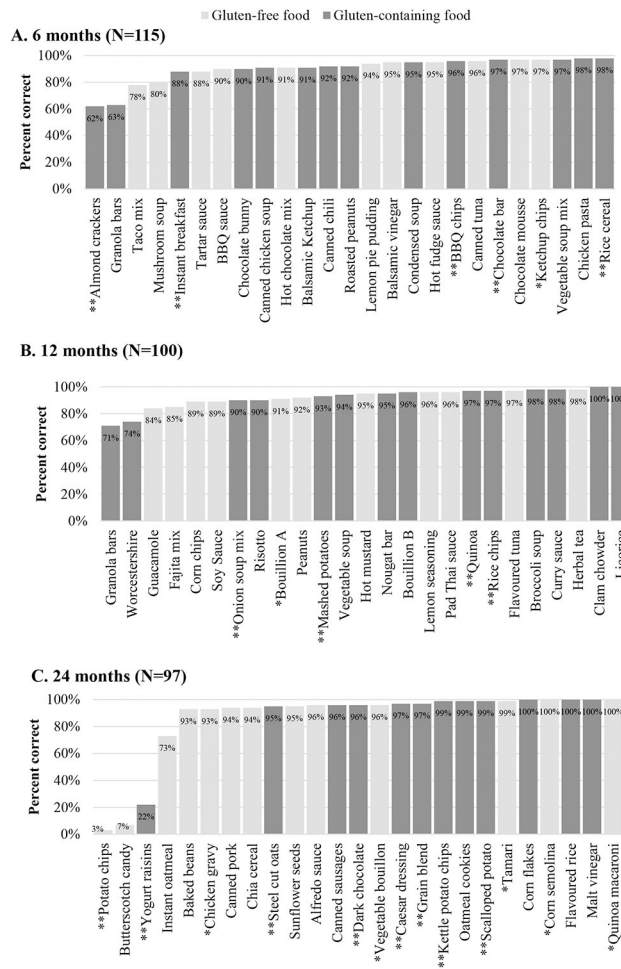 Gluten-free food Gluten-containing food
A. 6 months (N=115)
Percent correct
100%
80%
60%
40%
20%
0%
62% 63% 78% 80% 88% 88% 90% 90% 91% 91% 91% 92% 92% 94% 95% 95% 95% 96% 96% 97% 97% 97% 97% 98% 98%
**Almond crackers
Granola bars
Taco mix
Mushroom soup
**Instant breakfast
Tartar sauce
BBQ sauce
Chocolate bunny
Canned chicken soup
Hot chocolate mix
Balsamic Ketchup
Canned chili
Roasted peanuts
Lemon pie pudding
Balsamic vinegar
Condensed soup
Hot fudge sauce
**BBQ chips
Canned tuna
**Chocolate bar
Chocolate mousse
*Ketchup chips
Vegetable soup mix
Chicken pasta
**Rice cereal
B. 12 months (N=100)
Percent correct
100%
80%
60%
40%
20%
0%
71% 74% 84% 85% 89% 89% 90% 90% 91% 92% 93% 94% 95% 95% 96% 96% 96% 97% 97% 97% 98% 98% 98% 100% 100
Granola bars
Worcestershire
Guacamole
Fajita mix
Corn chips
Soy Sauce
**Onion soup mix
Risotto
*Bouillion A
Peanuts
**Mashed potatoes
Vegetable soup
Hot mustard
Nougat bar
Bouillion B
Lemon seasoning
Pad Thai sauce
**Quinoa
**Rice chips
Flavoured tuna
Broccoli soup
Curry sauce
Herbal tea
Clam chowder
C. 24 months (N=97)
Percent correct
100%
80%
60%
40%
20%
0%
3% 7% 22% 73% 93% 93% 94% 94% 95% 95% 96% 96% 96% 96% 97% 97% 99% 99% 99% 99% 100% 100% 100% 100% 100%
**Potato chips
Butterscotch candy
**Yogurt raisins
Instant oatmeal
Baked beans
*Chicken gravy
Canned pork
Chia cereal
**Steel cut oats
Sunflower seeds
Alfredo sauce
Canned sausages
**Dark chocolate
*Vegetable bouillon
**Caesar dressing
**Grain blend
**Kettle potato chips
Oatmeal cookies
**Scalloped potato
*Tamari
Corn flakes
*Corn semolina
Flavoured rice
Malt vinegar
*Quinoa macaroni